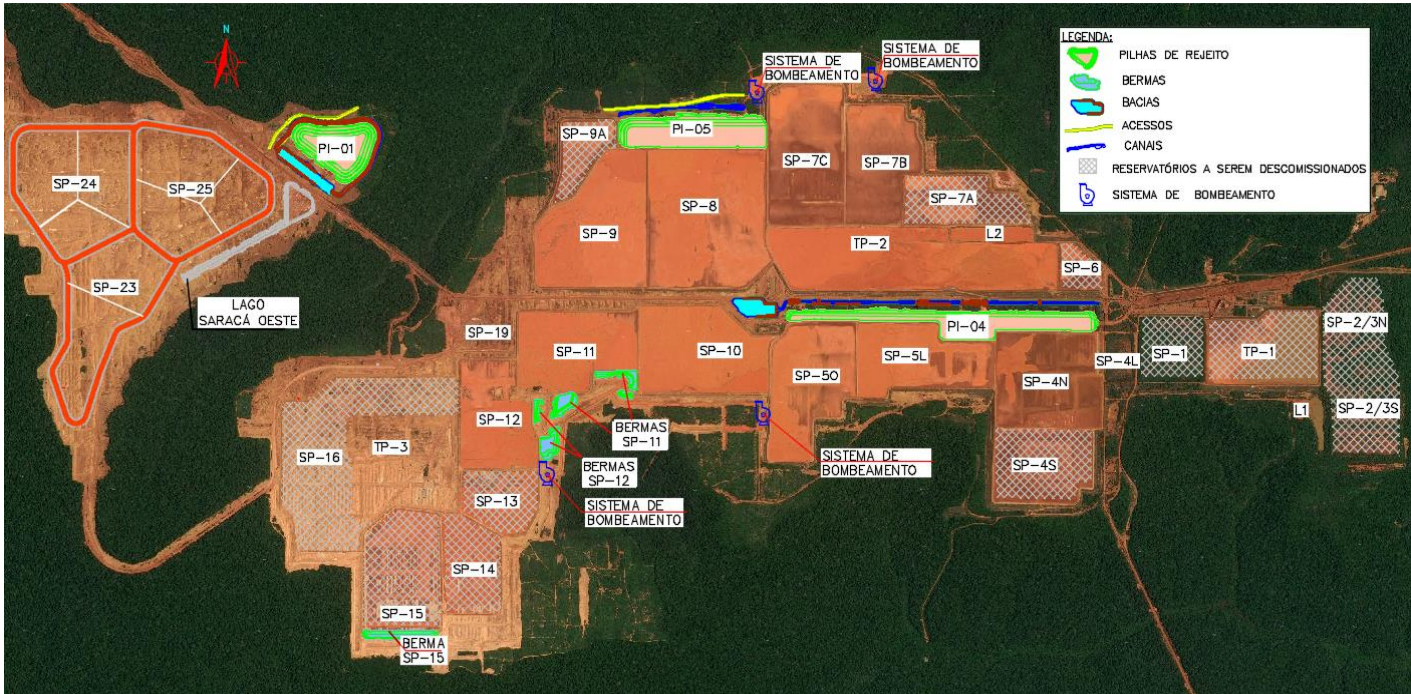 N
LEGENDA:
PILHAS DE REJEITO
BERMAS
BACIAS
ACESSOS
CANAIS
RESERVATÓRIOS A SEREM DESCOMISSIONADOS
SISTEMA DE BOMBEAMENTO
SISTEMA DE
BOMBEAMENTO
SISTEMA DE
BOMBEAMENTO
SP-24
SP-25
SP-23
PI-01
LAGO
SARACÁ OESTE
SP-9A
PI-05
SP-7C
SP-7B
SP-7A
SP-9
SP-8
TP-2
L2
SP-6
SP-19
SP-11
SP-10
PI-04
SP-5O
SP-5L
SP-4N
SP-4L
SP-1
TP-1
SP-2/3N
SP-2/3S
L1
SP-4S
SP-12
BERMAS
SP-11
BERMAS
SP-12
SISTEMA DE
BOMBEAMENTO
SISTEMA DE
BOMBEAMENTO
SP-16
TP-3
SP-13
SP-14
SP-15
BERMA
SP-15